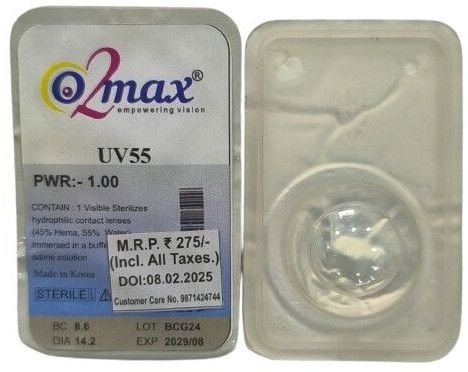 O2max®
empowering vision
UV55
PWR:- 1.00
CONTAIN : 1 Visible Sterilizes
hydrophilic contact lenses
(45% Hema, 55% Water)
immersed in a buffe
saline solution
Made in Korea
STERILE
M.R.P. ₹ 275/-
(Incl. All Taxes.)
DOI:08.02.2025
Customer Care No. 9871424744
BC 8.6 LOT BCG24
DIA 14.2 EXP 2029/08